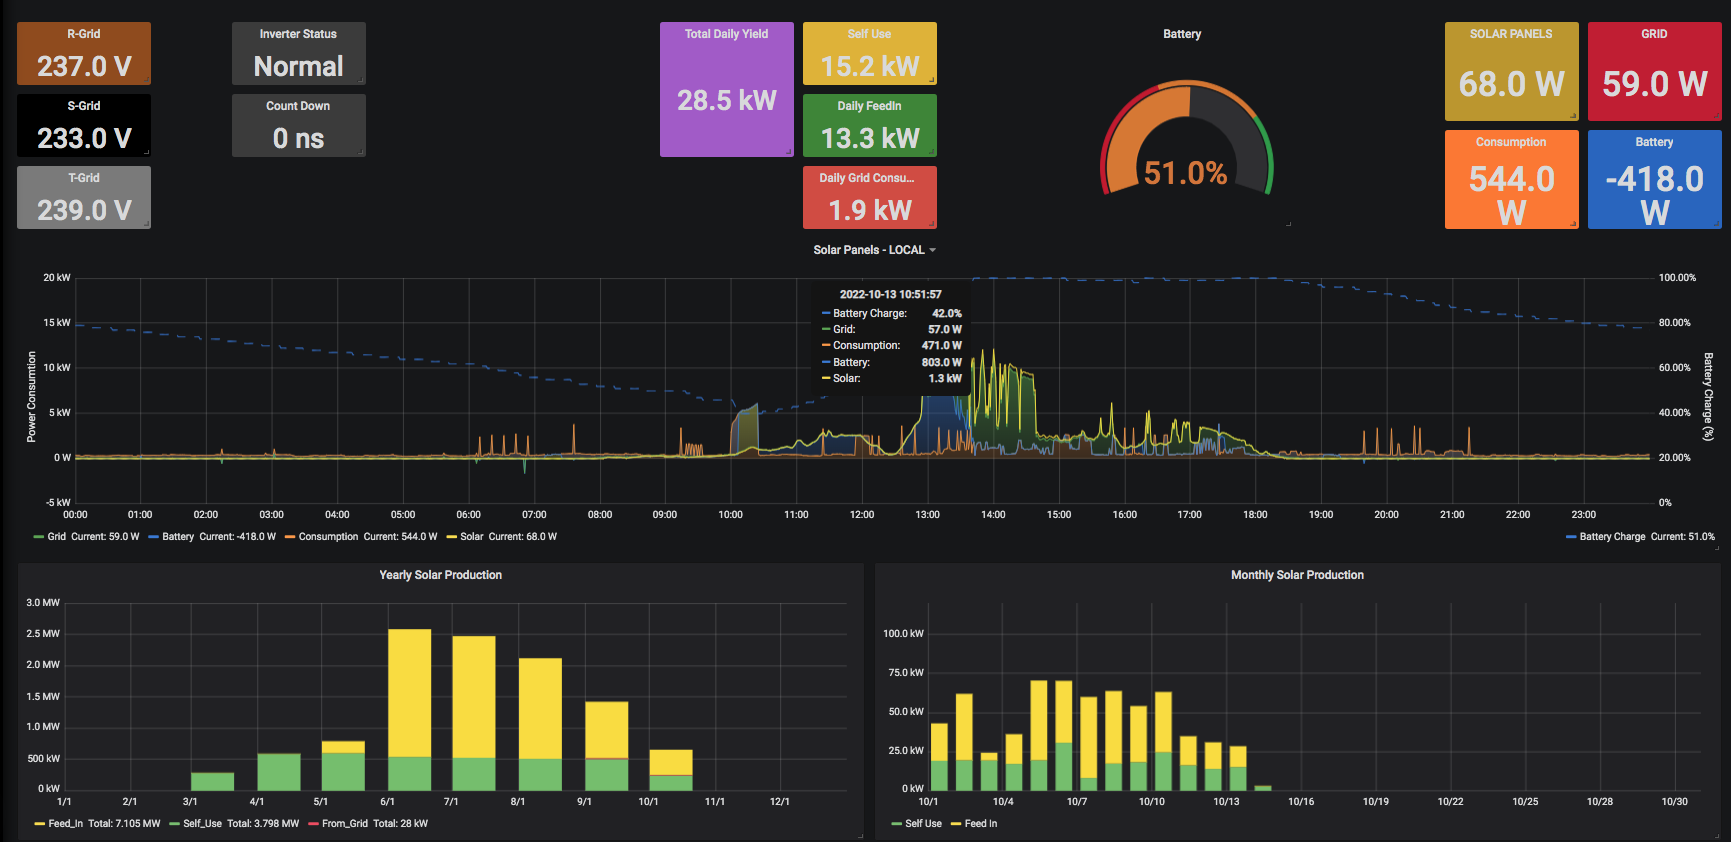 R-Grid
237.0 V
S-Grid
233.0 V
T-Grid
239.0 V
Inverter Status
Normal
Count Down
0 ns
Total Daily Yield
28.5 kW
Self Use
15.2 kW
Daily FeedIn
13.3 kW
Daily Grid Consu...
1.9 kW
Battery
51.0%
SOLAR PANELS
68.0 W
GRID
59.0 W
Consumption
544.0
W
Battery
-418.0
W
Solar Panels - LOCAL
Power Consumtion
20 kW
15 kW
10 kW
5 kW
0 W
-5 kW
100.00%
80.00%
60.00%
40.00%
20.00%
0%
Battery Charge (%)
2022-10-13 10:51:57
Battery Charge: 42.0%
Grid: 57.0 W
Consumption: 471.0 W
Battery: 803.0 W
Solar: 1.3 kW
00:00 01:00 02:00 03:00 04:00 05:00 06:00 07:00 08:00 09:00 10:00 11:00 12:00 13:00 14:00 15:00 16:00 17:00 18:00 19:00 20:00 21:00 22:00 23:00
Grid Current: 59.0 W Battery Current: -418.0 W Consumption Current: 544.0 W Solar Current: 68.0 W
Battery Charge Current: 51.0%
Yearly Solar Production
3.0 MW
2.5 MW
2.0 MW
1.5 MW
1.0 MW
500 kW
0 kW
1/1 2/1 3/1 4/1 5/1 6/1 7/1 8/1 9/1 10/1 11/1 12/1
Feed_In Total: 7.105 MW Self_Use Total: 3.798 MW From_Grid Total: 28 kW
Monthly Solar Production
100.0 kW
75.0 kW
50.0 kW
25.0 kW
0 kW
10/1 10/4 10/7 10/10 10/13 10/16 10/19 10/22 10/25 10/28 10/30
Self Use Feed In